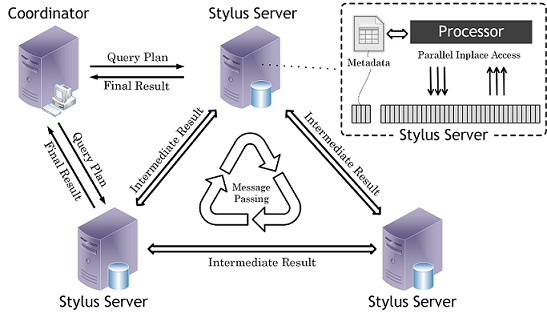 Coordinator
Stylus Server
Query Plan
Final Result
Metadata
Processor
Parallel Inplace Access
Stylus Server
Query Plan
Final Result
Intermediate Result
Intermediate Result
Message
Passing
Intermediate Result
Stylus Server
Stylus Server